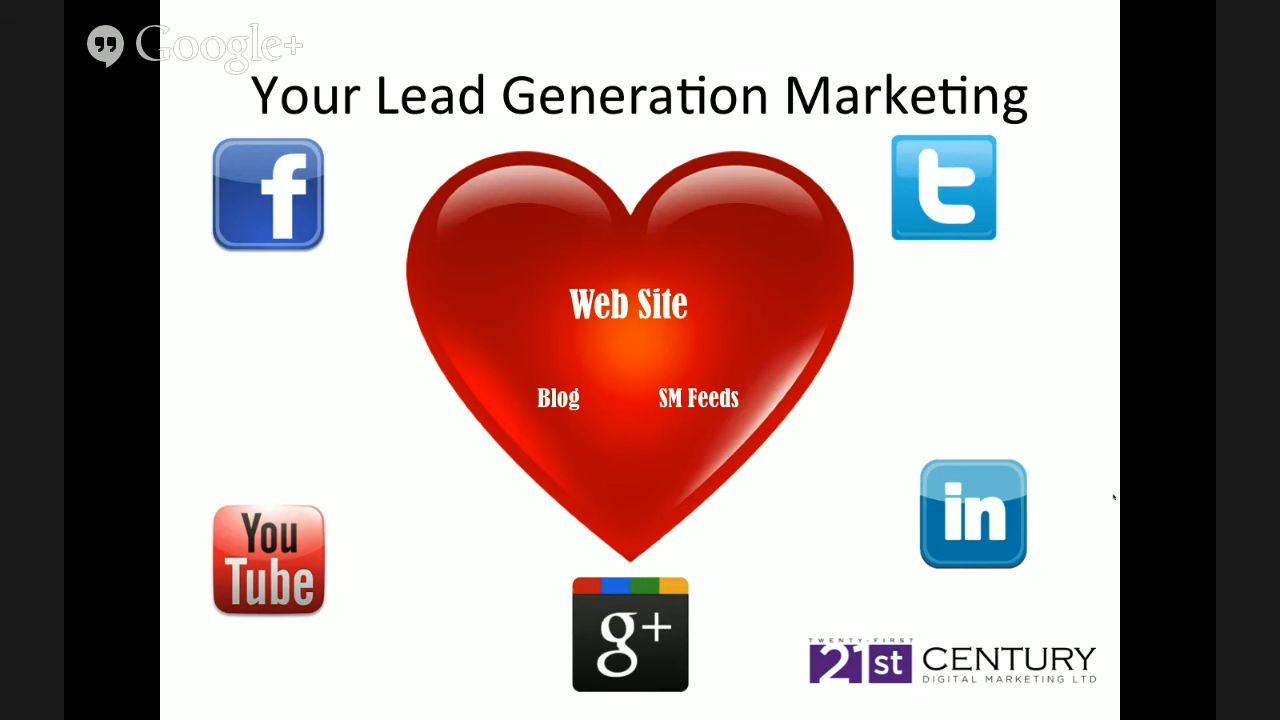 Google+
Your Lead Generation Marketing
f
t
Web Site
Blog SM Feeds
in
You
Tube
g+
TWENTY-FIRST
21st CENTURY
DIGITAL MARKETING LTD